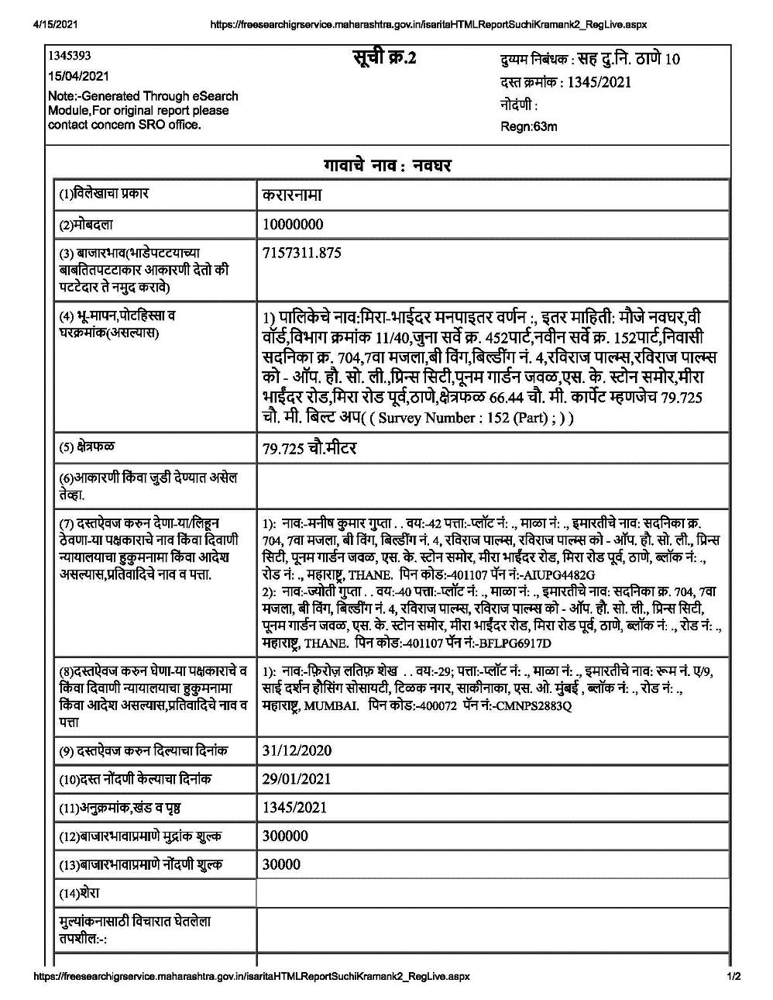 4/15/2021 https://freesearchigrservice.maharashtra.gov.in/isaritaHTMLReportSuchiKramank2_RegLive.aspx
1345393
15/04/2021
Note:-Generated Through eSearch
Module,For original report please
contact concern SRO office.
सूची क्र.2
दुय्यम निबंधक : सह दु.नि. ठाणे 10
दस्त क्रमांक : 1345/2021
नोदंणी :
Regn:63m
गावाचे नाव : नवघर
(1)विलेखाचा प्रकार करारनामा
(2)मोबदला 10000000
(3) बाजारभाव(भाडेपटटयाच्या
बाबतितपटटाकार आकारणी देतो की
पटटेदार ते नमुद करावे)
7157311.875
(4) भू-मापन,पोटहिस्सा व
घरक्रमांक(असल्यास)
1) पालिकेचे नाव:मिरा-भाईदर मनपाइतर वर्णन :, इतर माहिती: मौजे नवघर,वी
वॉर्ड,विभाग क्रमांक 11/40,जुना सर्वे क्र. 452पार्ट,नवीन सर्वे क्र. 152पार्ट,निवासी
सदनिका क्र. 704,7वा मजला,बी विंग,बिल्डींग नं. 4,रविराज पाल्म्स,रविराज पाल्म्स
को - ऑप. हौ. सो. ली.,प्रिन्स सिटी,पूनम गार्डन जवळ,एस. के. स्टोन समोर,मीरा
भाईंदर रोड,मिरा रोड पूर्व,ठाणे,क्षेत्रफळ 66.44 चौ. मी. कार्पेट म्हणजेच 79.725
चौ. मी. बिल्ट अप( ( Survey Number : 152 (Part) ; ) )
(5) क्षेत्रफळ 79.725 चौ.मीटर
(6)आकारणी किंवा जुडी देण्यात असेल
तेव्हा.
(7) दस्तऐवज करुन देणा-या/लिहून
ठेवणा-या पक्षकाराचे नाव किंवा दिवाणी
न्यायालयाचा हुकुमनामा किंवा आदेश
असल्यास,प्रतिवादिचे नाव व पत्ता.
1): नाव:-मनीष कुमार गुप्ता . . वय:-42 पत्ता:-प्लॉट नं: ., माळा नं: ., इमारतीचे नाव: सदनिका क्र.
704, 7वा मजला, बी विंग, बिल्डींग नं. 4, रविराज पाल्म्स, रविराज पाल्म्स को - ऑप. हौ. सो. ली., प्रिन्स
सिटी, पूनम गार्डन जवळ, एस. के. स्टोन समोर, मीरा भाईंदर रोड, मिरा रोड पूर्व, ठाणे, ब्लॉक नं: .,
रोड नं: ., महाराष्ट्र, THANE. पिन कोड:-401107 पॅन नं:-AIUPG4482G
2): नाव:-ज्योती गुप्ता . . वय:-40 पत्ता:-प्लॉट नं: ., माळा नं: ., इमारतीचे नाव: सदनिका क्र. 704, 7वा
मजला, बी विंग, बिल्डींग नं. 4, रविराज पाल्म्स, रविराज पाल्म्स को - ऑप. हौ. सो. ली., प्रिन्स सिटी,
पूनम गार्डन जवळ, एस. के. स्टोन समोर, मीरा भाईंदर रोड, मिरा रोड पूर्व, ठाणे, ब्लॉक नं: ., रोड नं: .,
महाराष्ट्र, THANE. पिन कोड:-401107 पॅन नं:-BFLPG6917D
(8)दस्तऐवज करुन घेणा-या पक्षकाराचे व
किंवा दिवाणी न्यायालयाचा हुकुमनामा
किंवा आदेश असल्यास,प्रतिवादिचे नाव व
पत्ता
1): नाव:-फ़िरोज़ लतिफ़ शेख . . वय:-29; पत्ता:-प्लॉट नं: ., माळा नं: ., इमारतीचे नाव: रूम नं. ए/9,
साई दर्शन हौसिंग सोसायटी, टिळक नगर, साकीनाका, एस. ओ. मुंबई , ब्लॉक नं: ., रोड नं: .,
महाराष्ट्र, MUMBAI. पिन कोड:-400072 पॅन नं:-CMNPS2883Q
(9) दस्तऐवज करुन दिल्याचा दिनांक 31/12/2020
(10)दस्त नोंदणी केल्याचा दिनांक 29/01/2021
(11)अनुक्रमांक,खंड व पृष्ठ 1345/2021
(12)बाजारभावाप्रमाणे मुद्रांक शुल्क 300000
(13)बाजारभावाप्रमाणे नोंदणी शुल्क 30000
(14)शेरा
मुल्यांकनासाठी विचारात घेतलेला
तपशील:-:
https://freesearchigrservice.maharashtra.gov.in/isaritaHTMLReportSuchiKramank2_RegLive.aspx 1/2